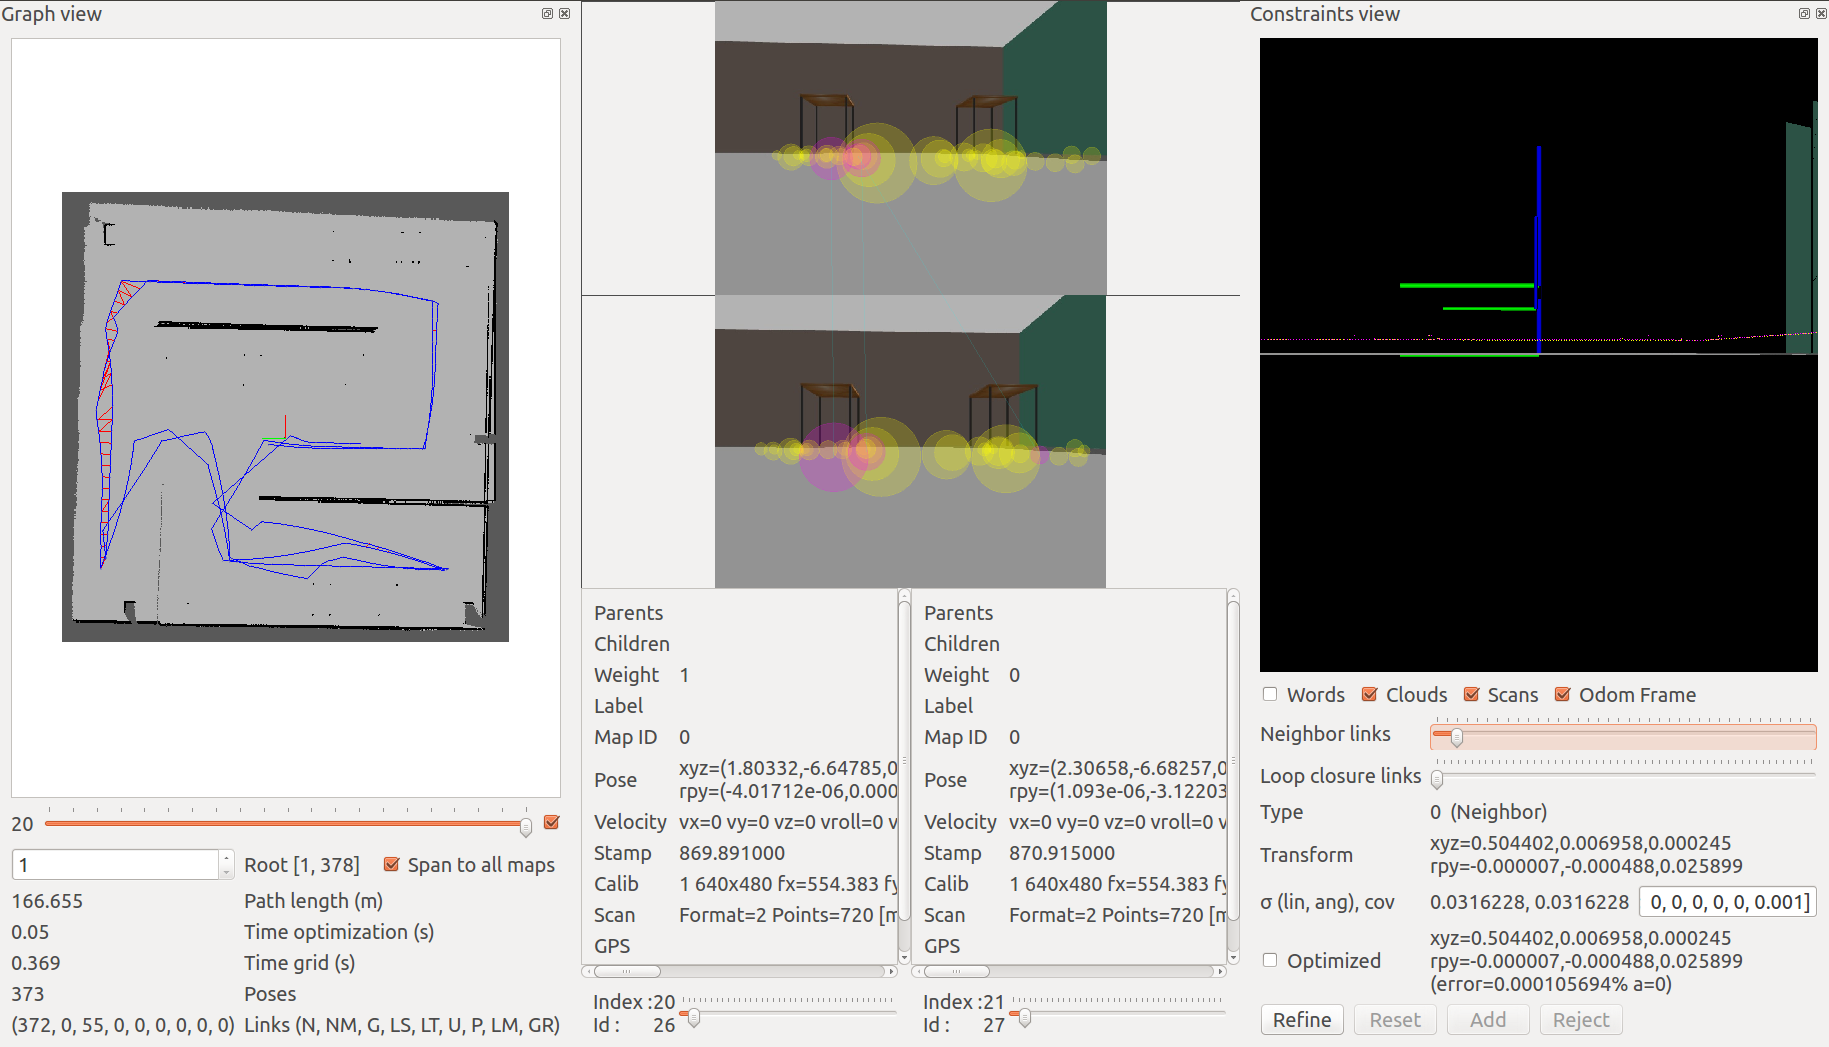 Graph view
20
1
Root [1, 378]
Span to all maps
166.655 Path length (m)
0.05 Time optimization (s)
0.369 Time grid (s)
373 Poses
(372, 0, 55, 0, 0, 0, 0, 0, 0) Links (N, NM, G, LS, LT, U, P, LM, GR)
Parents
Children
Weight 1
Label
Map ID 0
Pose xyz=(1.80332,-6.64785,0
rpy=(-4.01712e-06,0.000
Velocity vx=0 vy=0 vz=0 vroll=0 v
Stamp 869.891000
Calib 1 640x480 fx=554.383 fy
Scan Format=2 Points=720 [m
GPS
Index :20
Id : 26
Parents
Children
Weight 0
Label
Map ID 0
Pose xyz=(2.30658,-6.68257,0
rpy=(1.093e-06,-3.12203
Velocity vx=0 vy=0 vz=0 vroll=0 v
Stamp 870.915000
Calib 1 640x480 fx=554.383 fy
Scan Format=2 Points=720 [m
GPS
Index :21
Id : 27
Constraints view
Words Clouds Scans Odom Frame
Neighbor links
Loop closure links
Type 0 (Neighbor)
Transform xyz=0.504402,0.006958,0.000245
rpy=-0.000007,-0.000488,0.025899
σ (lin, ang), cov 0.0316228, 0.0316228 0, 0, 0, 0, 0, 0.001]
Optimized xyz=0.504402,0.006958,0.000245
rpy=-0.000007,-0.000488,0.025899
(error=0.000105694% a=0)
Refine Reset Add Reject